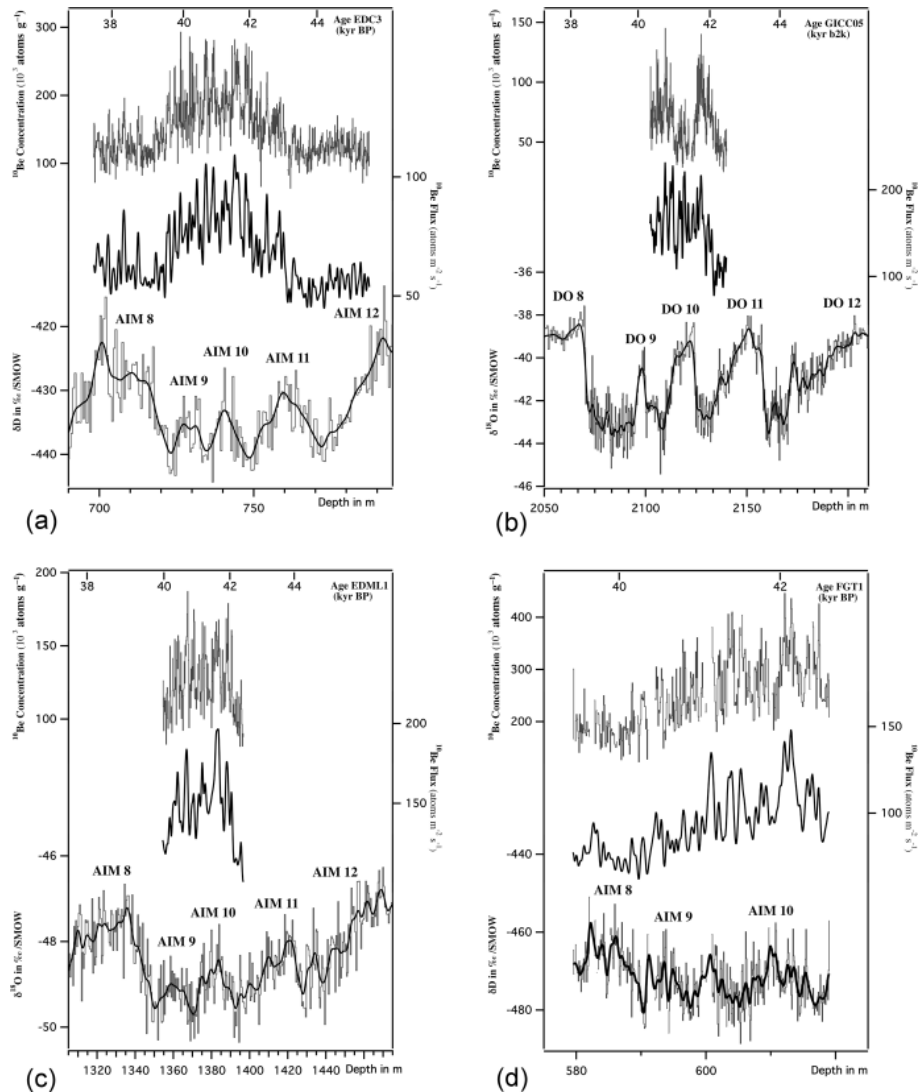 (a)
38 40 42 44
Age EDC3
(kyr BP)
¹⁰Be Concentration (10⁻³ atoms g⁻¹)
300
200
100
¹⁰Be Flux (atoms m⁻² s⁻¹)
100
50
AIM 8
AIM 9
AIM 10
AIM 11
AIM 12
δD in ‰ /SMOW
-420
-430
-440
700 750 Depth in m
(b)
38 40 42 44
Age GICC05
(kyr b2k)
¹⁰Be Concentration (10⁻³ atoms g⁻¹)
150
100
50
¹⁰Be Flux (atoms m⁻² s⁻¹)
200
100
DO 8
DO 9
DO 10
DO 11
DO 12
δ¹⁸O in ‰ /SMOW
-36
-38
-40
-42
-44
-46
2050 2100 2150 Depth in m
(c)
38 40 42 44
Age EDML1
(kyr BP)
¹⁰Be Concentration (10⁻³ atoms g⁻¹)
200
150
100
¹⁰Be Flux (atoms m⁻² s⁻¹)
200
150
AIM 8
AIM 9
AIM 10
AIM 11
AIM 12
δ¹⁸O in ‰ /SMOW
-46
-48
-50
1320 1340 1360 1380 1400 1420 1440 Depth in m
(d)
40 42
Age FGT1
(kyr BP)
¹⁰Be Concentration (10⁻³ atoms g⁻¹)
400
300
200
¹⁰Be Flux (atoms m⁻² s⁻¹)
150
100
AIM 8
AIM 9
AIM 10
δD in ‰ /SMOW
-440
-460
-480
580 600 Depth in m